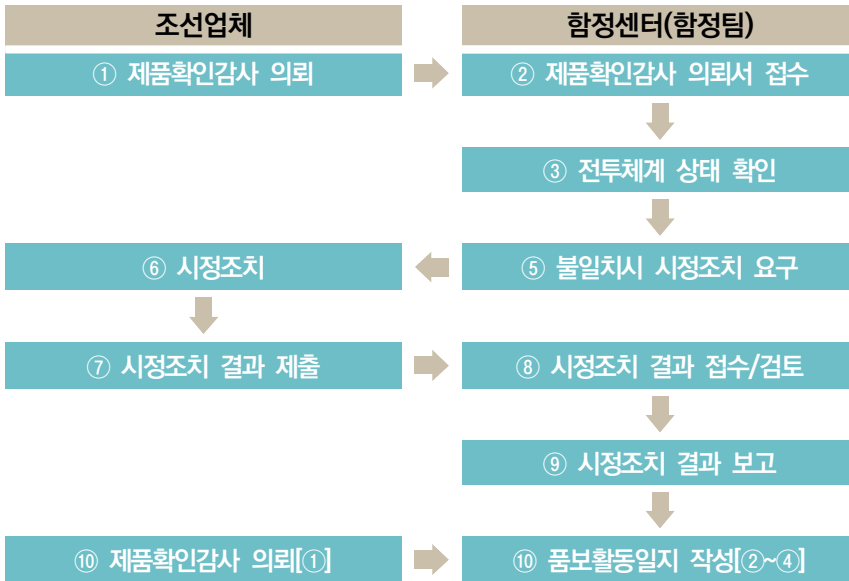 조선업체
함정센터(함정팀)
① 제품확인감사 의뢰
② 제품확인감사 의뢰서 접수
③ 전투체계 상태 확인
⑥ 시정조치
⑤ 불일치시 시정조치 요구
⑦ 시정조치 결과 제출
⑧ 시정조치 결과 접수/검토
⑨ 시정조치 결과 보고
⑩ 제품확인감사 의뢰[①]
⑩ 품보활동일지 작성[②~④]